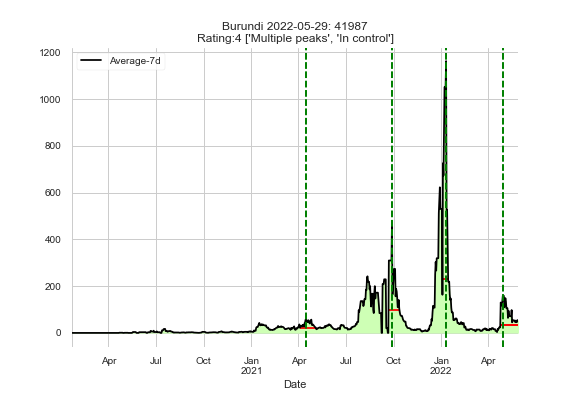 Burundi 2022-05-29: 41987
Rating:4 ['Multiple peaks', 'In control']
Average-7d
1200
1000
800
600
400
200
0
Apr Jul Oct Jan Apr Jul Oct Jan Apr
2021 2022
Date